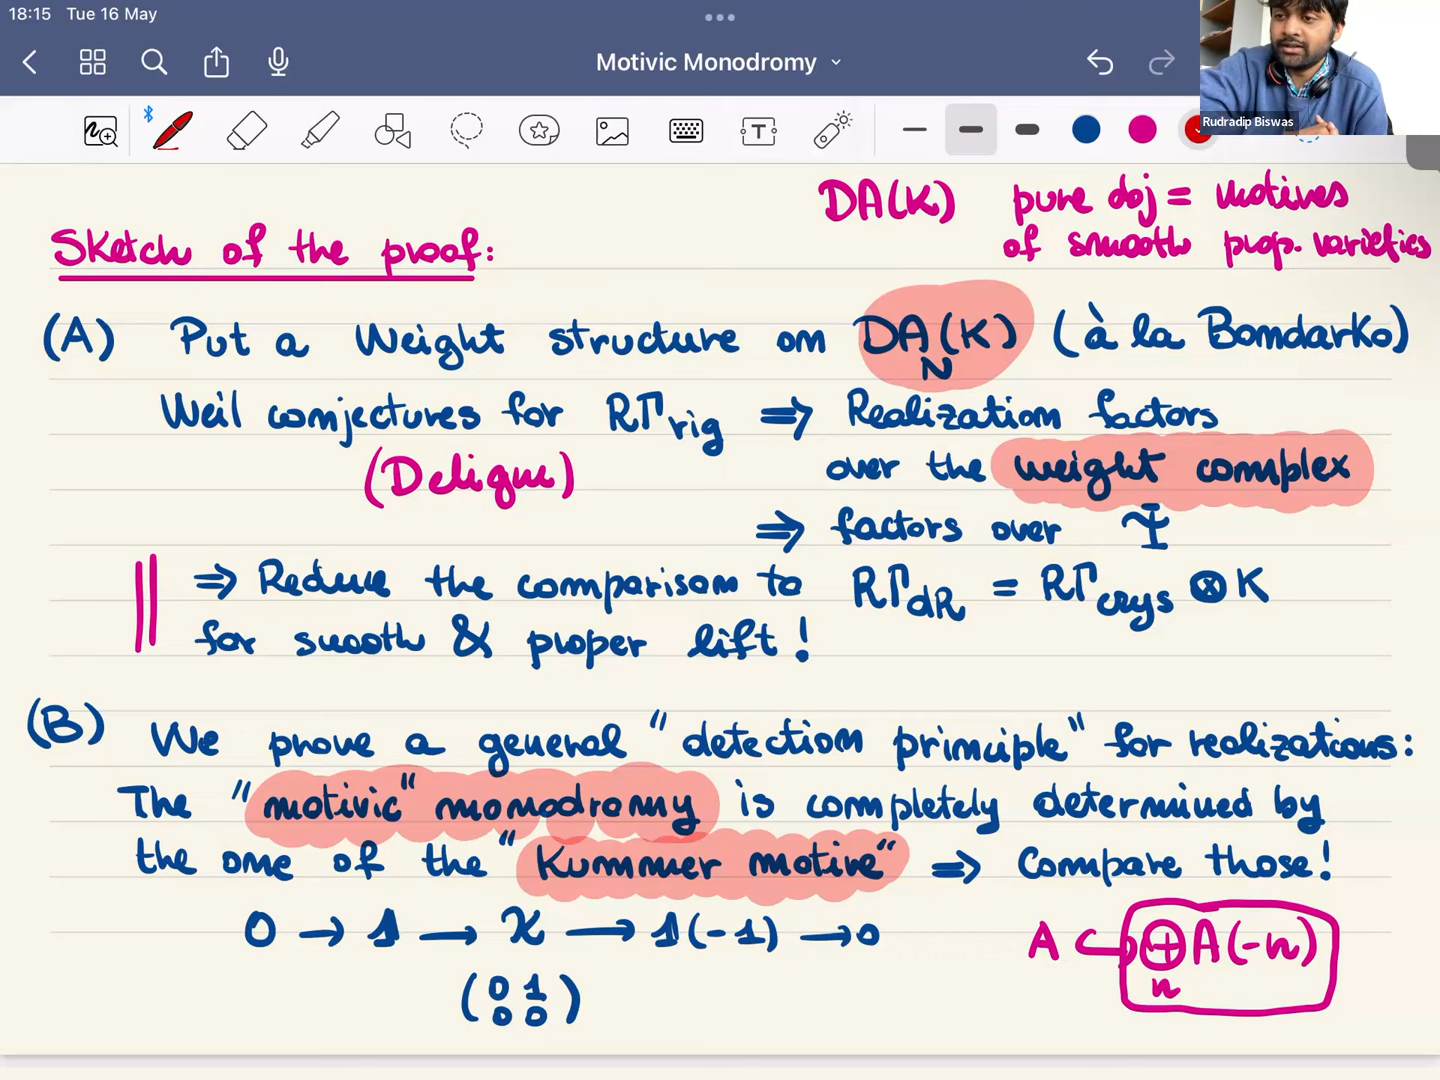 18:15 Tue 16 May
Motivic Monodromy
Rudradip Biswas
DA(K) pure obj = motives
of smooth prop. varieties
Sketch of the proof:
(A) Put a Weight structure on DA_N(K) (à la Bondarko)
Weil conjectures for RΓ_rig ⇒ Realization factors
(Deligne) over the weight complex
⇒ factors over Ψ̃
⇒ Reduce the comparison to RΓ_dR = RΓ_crys ⊗ K
for smooth & proper lift!
(B) We prove a general "detection principle" for realizations:
The "motivic" monodromy is completely determined by
the one of the "Kummer motive" ⇒ Compare those!
0 → 1 → K → 1(-1) → 0
A ↪ ⊕_n A(-n)
(0 1
0 0)